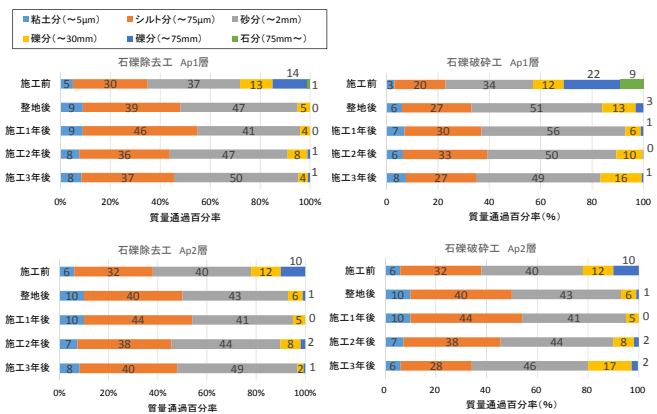 粘土分（～5μm） シルト分（～75μm） 砂分（～2mm）
礫分（～30mm） 礫分（～75mm） 石分（75mm～）
石礫除去工 Ap1層
14
施工前 5 30 37 13 1
整地後 9 39 47 5 0
施工1年後 9 46 41 4 0
施工2年後 8 36 47 8 1
施工3年後 8 37 50 4 1
0% 20% 40% 60% 80% 100%
質量通過百分率
石礫破砕工 Ap1層
22 9
施工前 3 20 34 12
整地後 6 27 51 13 3
施工1年後 7 30 56 6 1
施工2年後 6 33 50 10 0
施工3年後 8 27 49 16 1
0 20 40 60 80 100
質量通過百分率(%)
石礫除去工 Ap2層
10
施工前 6 32 40 12
整地後 10 40 43 6 1
施工1年後 10 44 41 5 0
施工2年後 7 38 44 8 2
施工3年後 8 40 49 2 1
0% 20% 40% 60% 80% 100%
質量通過百分率
石礫破砕工 Ap2層
10
施工前 6 32 40 12
整地後 10 40 43 6 1
施工1年後 10 44 41 5 0
施工2年後 7 38 44 8 2
施工3年後 6 28 46 17 2
0 20 40 60 80 100
質量通過百分率(%)